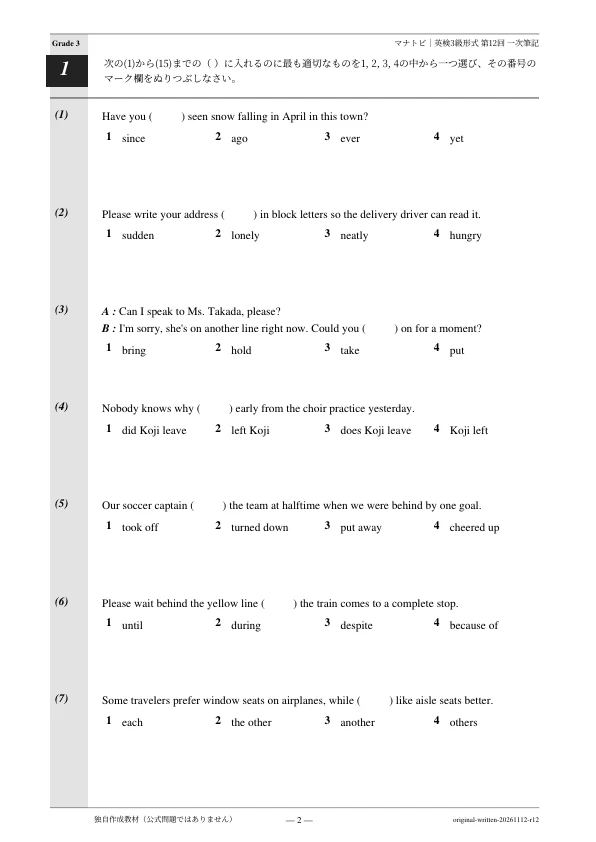 Grade 3
マナトビ｜英検3級形式 第12回 一次筆記
1
次の(1)から(15)までの（ ）に入れるのに最も適切なものを1, 2, 3, 4の中から一つ選び、その番号の
マーク欄をぬりつぶしなさい。
(1)
Have you (          ) seen snow falling in April in this town?
1 since 2 ago 3 ever 4 yet
(2)
Please write your address (          ) in block letters so the delivery driver can read it.
1 sudden 2 lonely 3 neatly 4 hungry
(3)
A : Can I speak to Ms. Takada, please?
B : I'm sorry, she's on another line right now. Could you (          ) on for a moment?
1 bring 2 hold 3 take 4 put
(4)
Nobody knows why (          ) early from the choir practice yesterday.
1 did Koji leave 2 left Koji 3 does Koji leave 4 Koji left
(5)
Our soccer captain (          ) the team at halftime when we were behind by one goal.
1 took off 2 turned down 3 put away 4 cheered up
(6)
Please wait behind the yellow line (          ) the train comes to a complete stop.
1 until 2 during 3 despite 4 because of
(7)
Some travelers prefer window seats on airplanes, while (          ) like aisle seats better.
1 each 2 the other 3 another 4 others
独自作成教材（公式問題ではありません）
— 2 —
original-written-20261112-r12